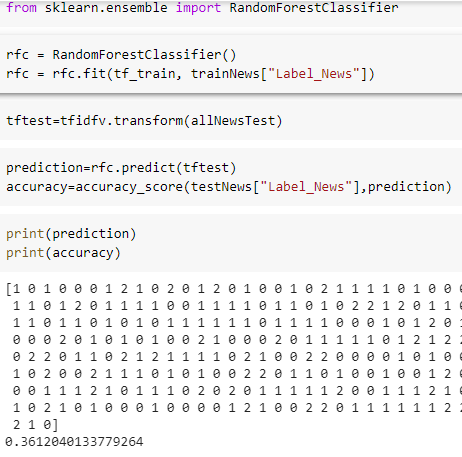 from sklearn.ensemble import RandomForestClassifier
rfc = RandomForestClassifier()
rfc = rfc.fit(tf_train, trainNews["Label_News"])
tftest=tfidfv.transform(allNewsTest)
prediction=rfc.predict(tftest)
accuracy=accuracy_score(testNews["Label_News"],prediction)
print(prediction)
print(accuracy)
[1 0 1 0 0 0 1 2 1 0 2 0 1 2 0 1 0 0 1 0 2 1 1 1 1 0 1 0 0 0
1 1 0 1 2 0 1 1 1 1 0 0 1 1 1 1 0 1 1 0 1 0 2 2 1 2 0 1 1 0
1 1 0 1 1 0 1 0 1 0 1 1 1 1 1 1 0 1 1 1 1 0 0 0 1 0 1 2 0 1
0 0 0 2 0 1 0 1 0 1 0 0 2 1 0 0 0 2 0 1 1 1 1 1 0 1 2 1 2 2
0 2 2 0 1 1 0 2 1 2 1 1 1 1 0 2 1 0 0 2 2 0 0 0 0 1 0 1 0 0
1 0 2 0 0 2 1 1 1 0 1 0 1 0 0 2 2 0 1 1 0 1 0 0 1 0 0 1 2 0
0 0 1 1 1 2 1 0 1 1 1 0 2 0 2 0 1 1 1 1 1 2 0 0 1 1 1 2 1 0
1 0 2 1 0 1 0 0 0 1 0 0 0 0 1 2 1 0 0 2 2 0 1 1 1 1 1 1 2 2
2 1 0]
0.3612040133779264